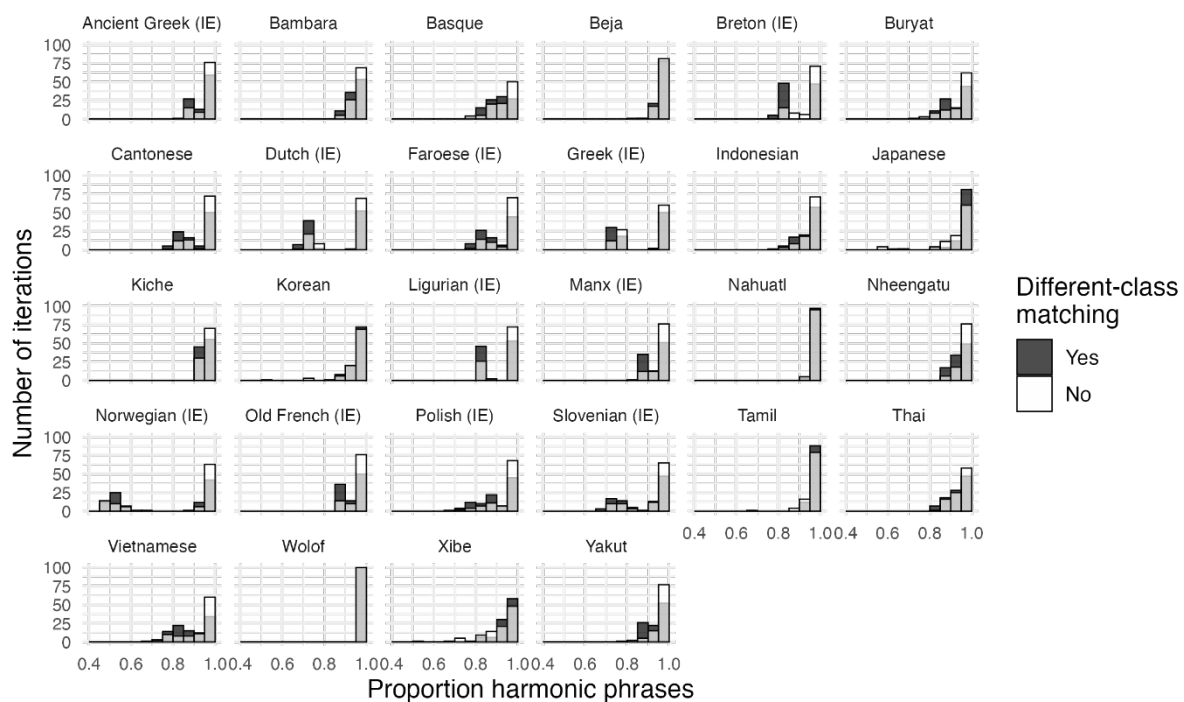 Ancient Greek (IE) Bambara Basque Beja Breton (IE) Buryat
100
75
50
25
0
Cantonese Dutch (IE) Faroese (IE) Greek (IE) Indonesian Japanese
100
75
50
25
0
Kiche Korean Ligurian (IE) Manx (IE) Nahuatl Nheengatu
100
75
50
25
0
Norwegian (IE) Old French (IE) Polish (IE) Slovenian (IE) Tamil Thai
100
75
50
25
0
0.4 0.6 0.8 1.0 0.4 0.6 0.8 1.0
Vietnamese Wolof Xibe Yakut
100
75
50
25
0
0.4 0.6 0.8 1.0 0.4 0.6 0.8 1.0 0.4 0.6 0.8 1.0 0.4 0.6 0.8 1.0
Proportion harmonic phrases
Number of iterations
Different-class
matching
Yes
No